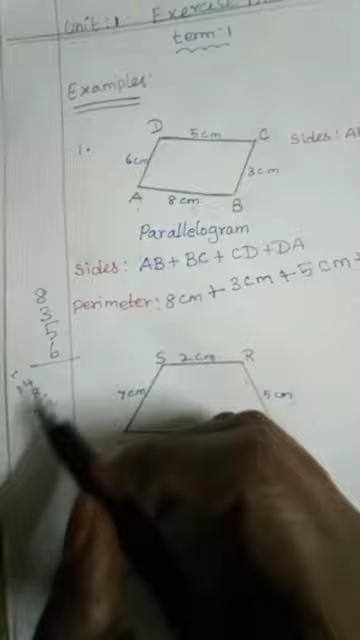 Unit:1 Exercise
term:1
Examples:
1.
D 5cm C
sides: A
6cm
3cm
A 8cm B
Parallelogram
sides: AB + BC + CD + DA
Perimeter: 8cm + 3cm + 5cm +
8
3
5
6
S 2cm R
7cm
5cm